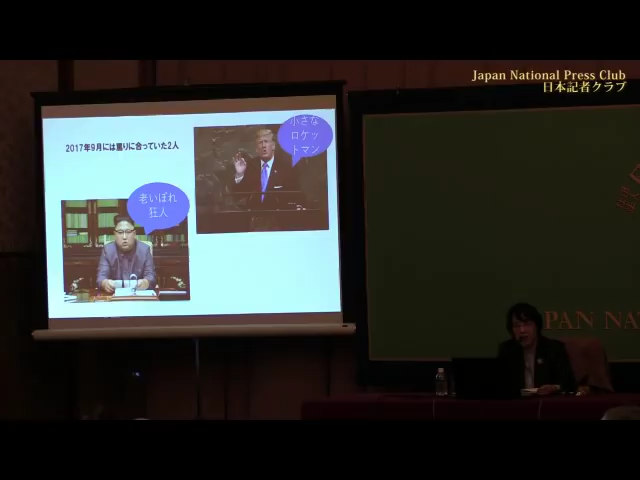 Japan National Press Club
日本記者クラブ
2017年9月には罵りに合っていた2人
小さな
ロケッ
トマン
老いぼれ
狂人
PAN NA